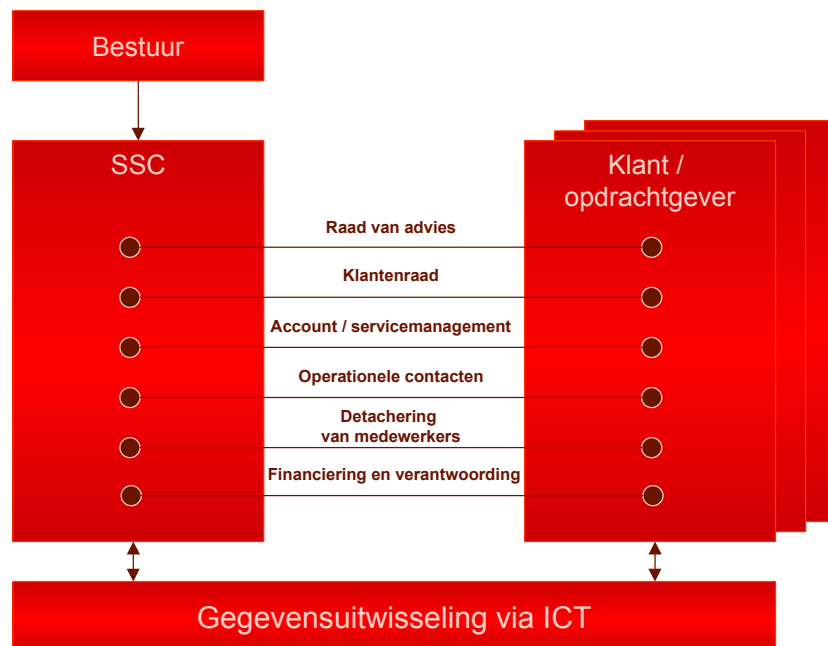 Bestuur
SSC
Klant /
opdrachtgever
Raad van advies
Klantenraad
Account / servicemanagement
Operationele contacten
Detachering
van medewerkers
Financiering en verantwoording
Gegevensuitwisseling via ICT